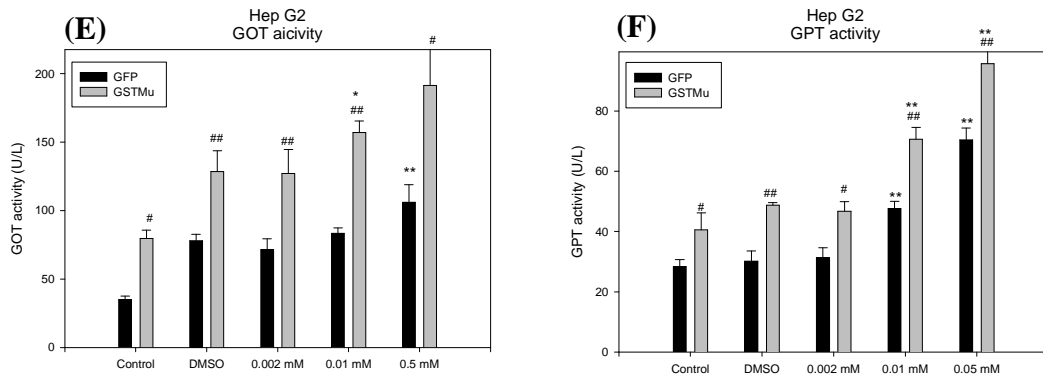 (E)
Hep G2
GOT aicivity
GFP
GSTMu
GOT activity (U/L)
200
150
100
50
0
#
##
##
*
##
**
#
Control DMSO 0.002 mM 0.01 mM 0.5 mM
(F)
Hep G2
GPT activity
GFP
GSTMu
GPT activity (U/L)
80
60
40
20
0
#
##
#
**
**
##
**
**
##
Control DMSO 0.002 mM 0.01 mM 0.05 mM